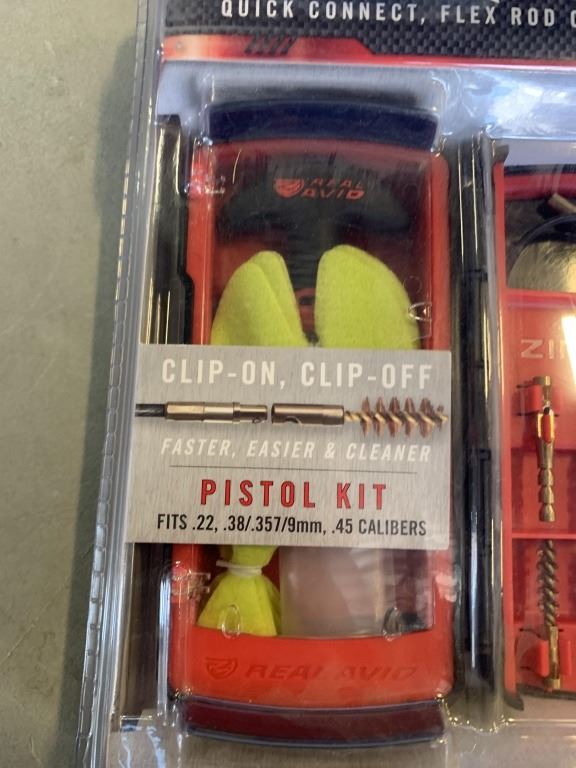 QUICK CONNECT, FLEX ROD
REAL
AVID
CLIP-ON, CLIP-OFF
FASTER, EASIER & CLEANER
PISTOL KIT
FITS .22, .38/.357/9mm, .45 CALIBERS
REAL AVID